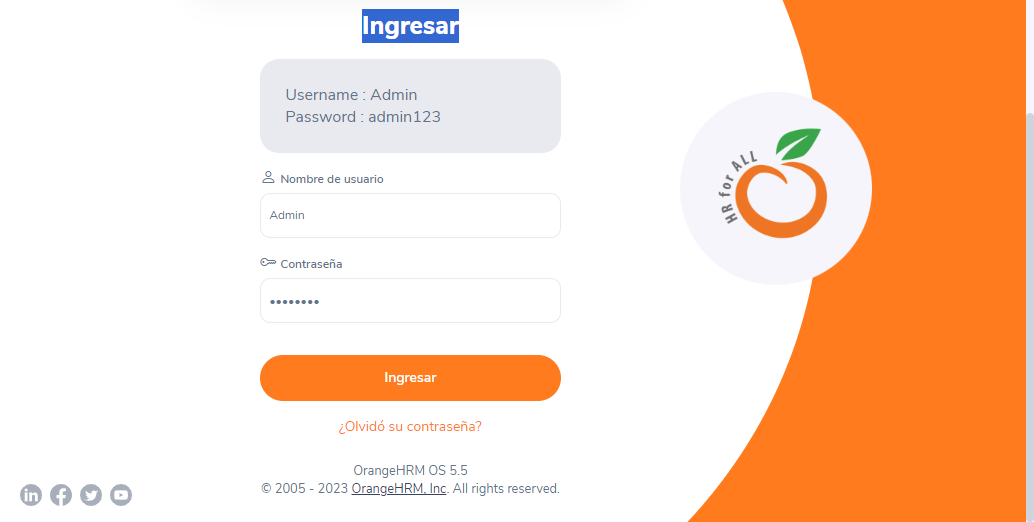 Ingresar
Username : Admin
Password : admin123
Nombre de usuario
Admin
Contraseña
••••••••
Ingresar
¿Olvidó su contraseña?
OrangeHRM OS 5.5
© 2005 - 2023 OrangeHRM, Inc. All rights reserved.
HR for ALL